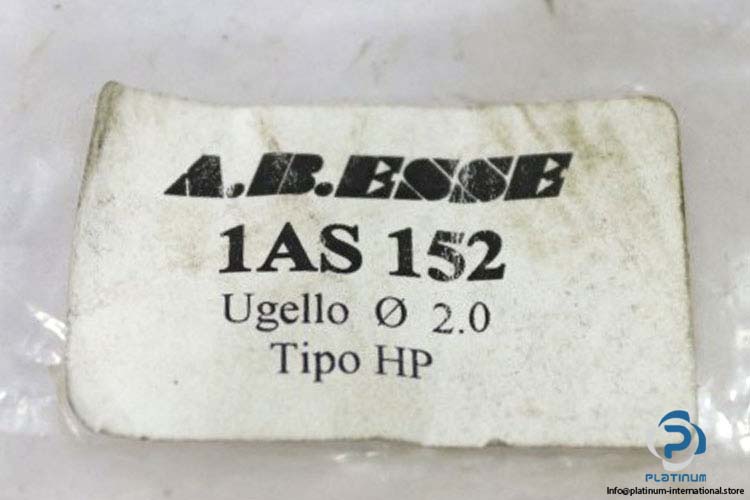 A.B.ESSE
1AS 152
Ugello Ø 2.0
Tipo HP
PLATINUM
Info@platinum-international.store